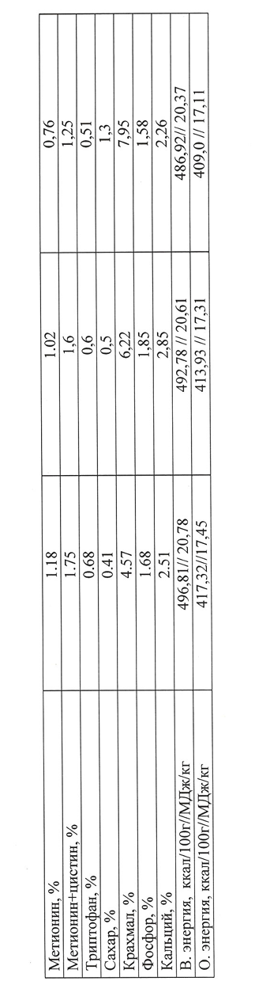 Метионин, % 1.18 1.02 0,76
Метионин+цистин, % 1.75 1,6 1,25
Триптофан, % 0.68 0,6 0,51
Сахар, % 0.41 0,5 1,3
Крахмал, % 4.57 6,22 7,95
Фосфор, % 1.68 1,85 1,58
Кальций, % 2.51 2,85 2,26
В. энергия, ккал/100г//МДж/кг 496,81// 20,78 492,78 // 20,61 486,92// 20,37
О. энергия, ккал/100г//МДж/кг 417,32//17,45 413,93 // 17,31 409,0 // 17,11